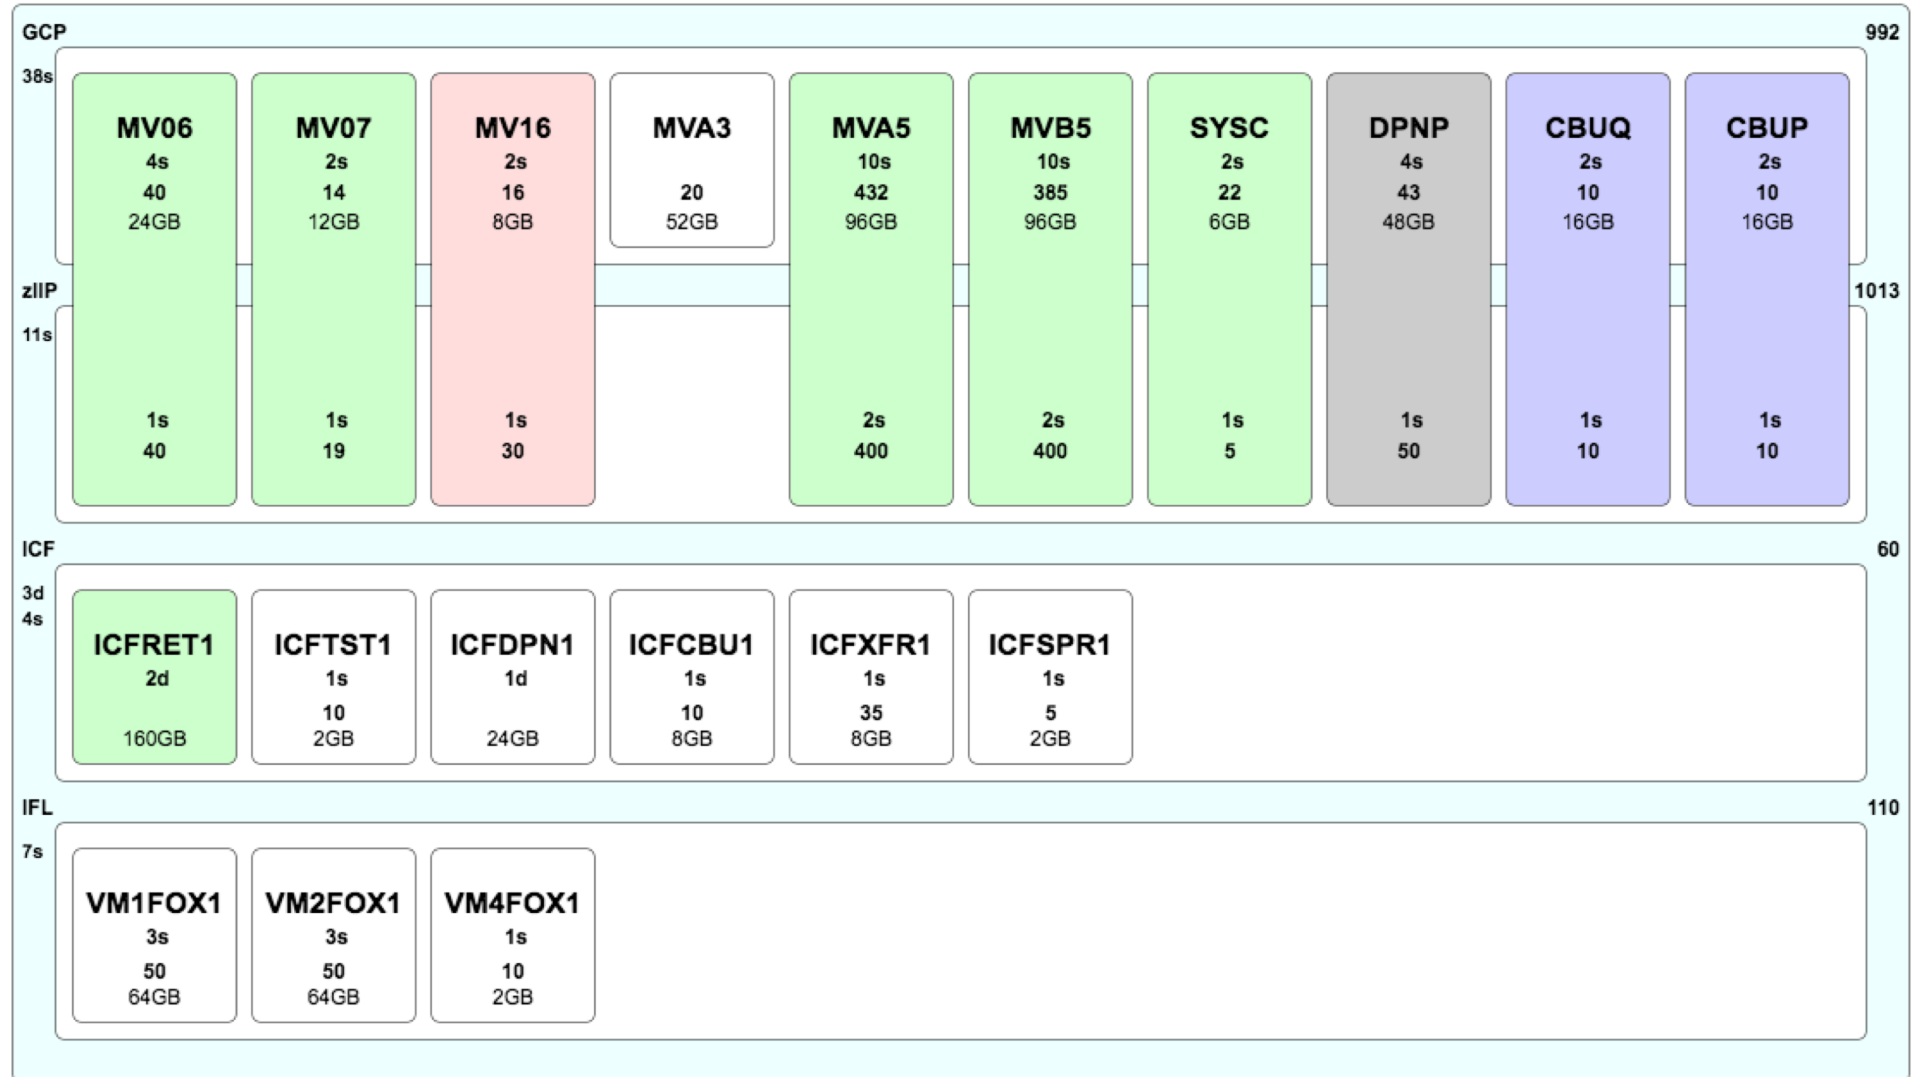 GCP 992
38s
MV06 MV07 MV16 MVA3 MVA5 MVB5 SYSC DPNP CBUQ CBUP
4s 2s 2s 10s 10s 2s 4s 2s 2s
40 14 16 20 432 385 22 43 10 10
24GB 12GB 8GB 52GB 96GB 96GB 6GB 48GB 16GB 16GB
zIIP 1013
11s
1s 1s 1s 2s 2s 1s 1s 1s 1s
40 19 30 400 400 5 50 10 10
ICF 60
3d
4s
ICFRET1 ICFTST1 ICFDPN1 ICFCBU1 ICFXFR1 ICFSPR1
2d 1s 1d 1s 1s 1s
10 10 35 5
160GB 2GB 24GB 8GB 8GB 2GB
IFL 110
7s
VM1FOX1 VM2FOX1 VM4FOX1
3s 3s 1s
50 50 10
64GB 64GB 2GB